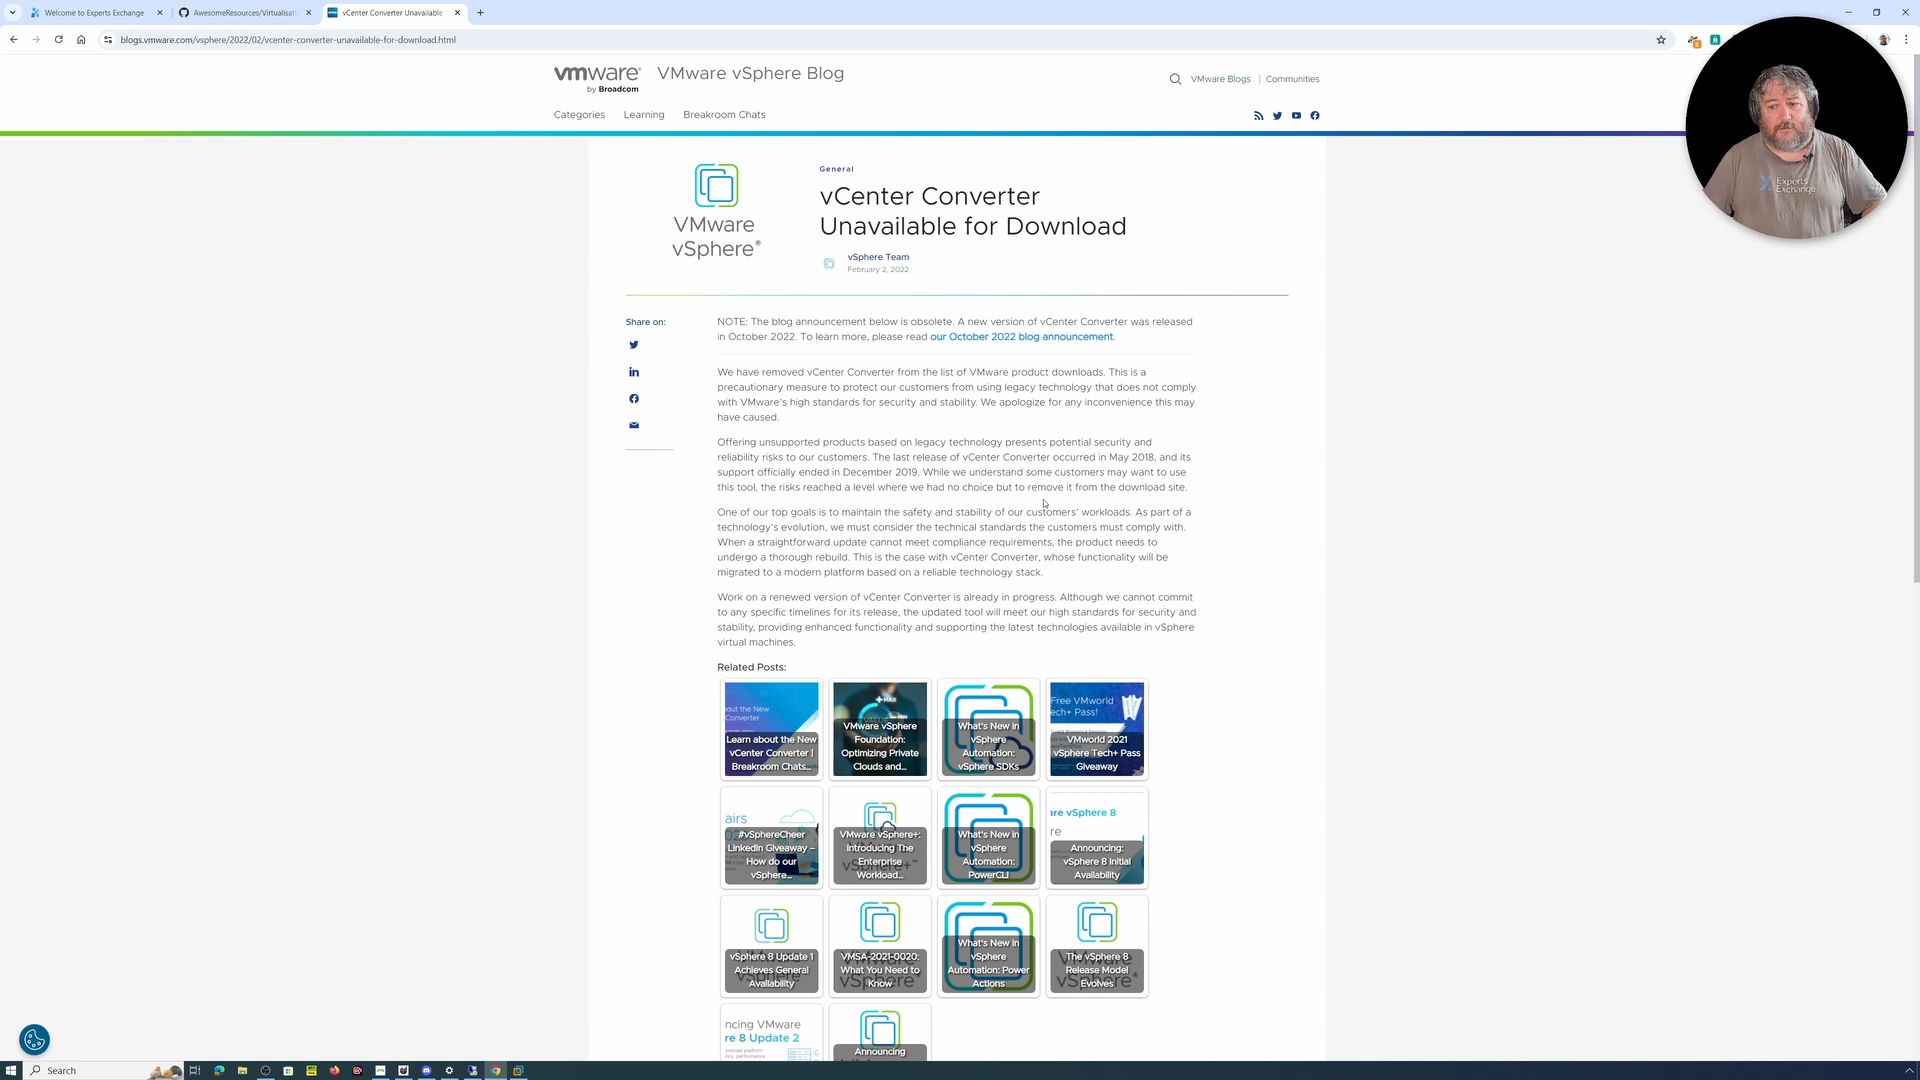 Welcome to Experts Exchange
AwesomeResources/Virtualisati
vCenter Converter Unavailable
blogs.vmware.com/vsphere/2022/02/vcenter-converter-unavailable-for-download.html
vmware®
by Broadcom
VMware vSphere Blog
VMware Blogs | Communities
Categories
Learning
Breakroom Chats
Experts
Exchange
VMware
vSphere®
General
vCenter Converter
Unavailable for Download
vSphere Team
February 2, 2022
Share on:
NOTE: The blog announcement below is obsolete. A new version of vCenter Converter was released
in October 2022. To learn more, please read our October 2022 blog announcement.
We have removed vCenter Converter from the list of VMware product downloads. This is a
precautionary measure to protect our customers from using legacy technology that does not comply
with VMware's high standards for security and stability. We apologize for any inconvenience this may
have caused.
Offering unsupported products based on legacy technology presents potential security and
reliability risks to our customers. The last release of vCenter Converter occurred in May 2018, and its
support officially ended in December 2019. While we understand some customers may want to use
this tool, the risks reached a level where we had no choice but to remove it from the download site.
One of our top goals is to maintain the safety and stability of our customers' workloads. As part of a
technology's evolution, we must consider the technical standards the customers must comply with.
When a straightforward update cannot meet compliance requirements, the product needs to
undergo a thorough rebuild. This is the case with vCenter Converter, whose functionality will be
migrated to a modern platform based on a reliable technology stack.
Work on a renewed version of vCenter Converter is already in progress. Although we cannot commit
to any specific timelines for its release, the updated tool will meet our high standards for security and
stability, providing enhanced functionality and supporting the latest technologies available in vSphere
virtual machines.
Related Posts:
out the New
Converter
Learn about the New
vCenter Converter |
Breakroom Chats...
+MAX
VMware vSphere
Foundation:
Optimizing Private
Clouds and...
What's New in
vSphere
Automation:
vSphere SDKs
Free VMworld
ech+ Pass!
VMworld 2021
vSphere Tech+ Pass
Giveaway
airs
#vSphereCheer
LinkedIn Giveaway –
How do our
vSphere...
VMware vSphere+:
Introducing The
Enterprise
Workload...
What's New in
vSphere
Automation:
PowerCLI
are vSphere 8
re
Announcing:
vSphere 8 Initial
Availability
vSphere 8 Update 1
Achieves General
Availability
VMSA-2021-0020:
What You Need to
Know
What's New in
vSphere
Automation: Power
Actions
The vSphere 8
Release Model
Evolves
ncing VMware
re 8 Update 2
Announcing
Search